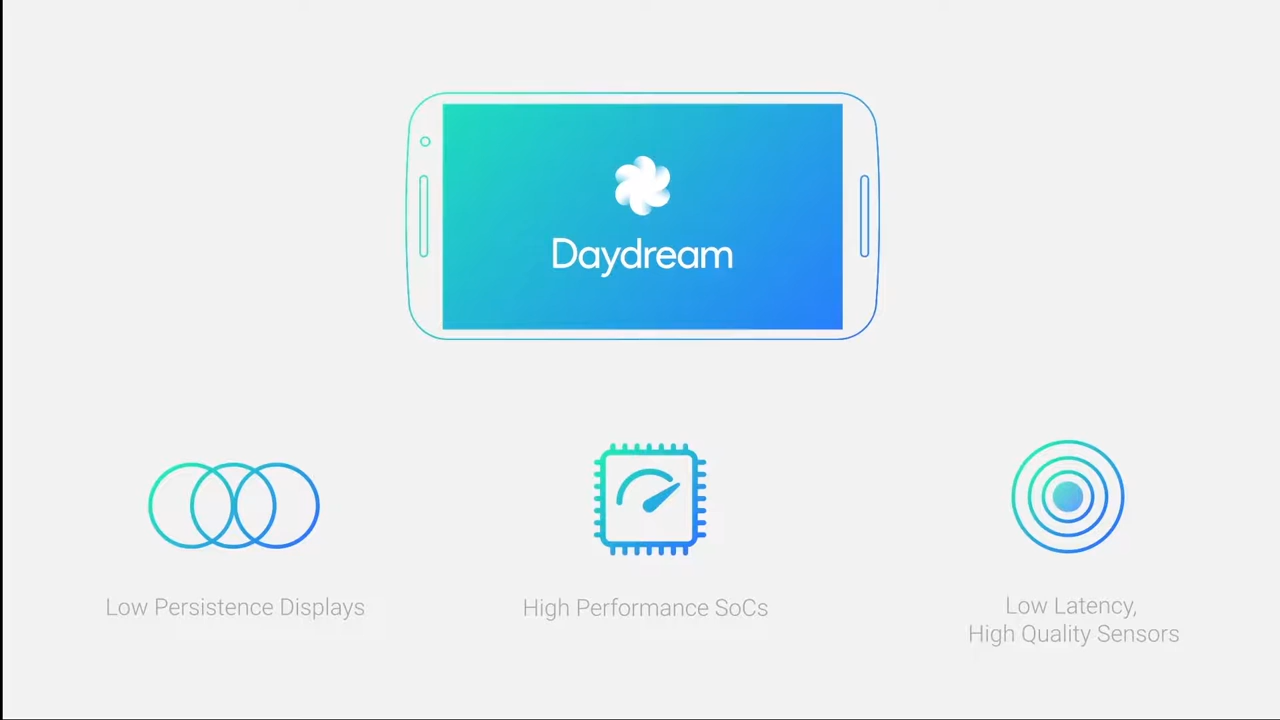 Daydream
Low Persistence Displays
High Performance SoCs
Low Latency,
High Quality Sensors